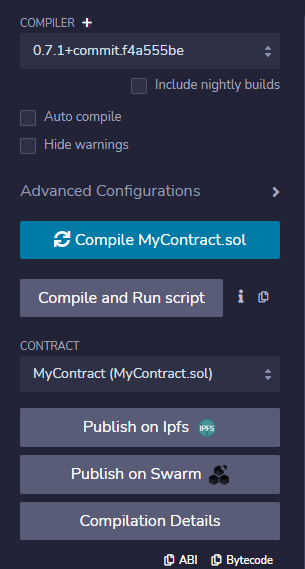 COMPILER +
0.7.1+commit.f4a555be
Include nightly builds
Auto compile
Hide warnings
Advanced Configurations
Compile MyContract.sol
Compile and Run script
CONTRACT
MyContract (MyContract.sol)
Publish on Ipfs IPFS
Publish on Swarm
Compilation Details
ABI Bytecode